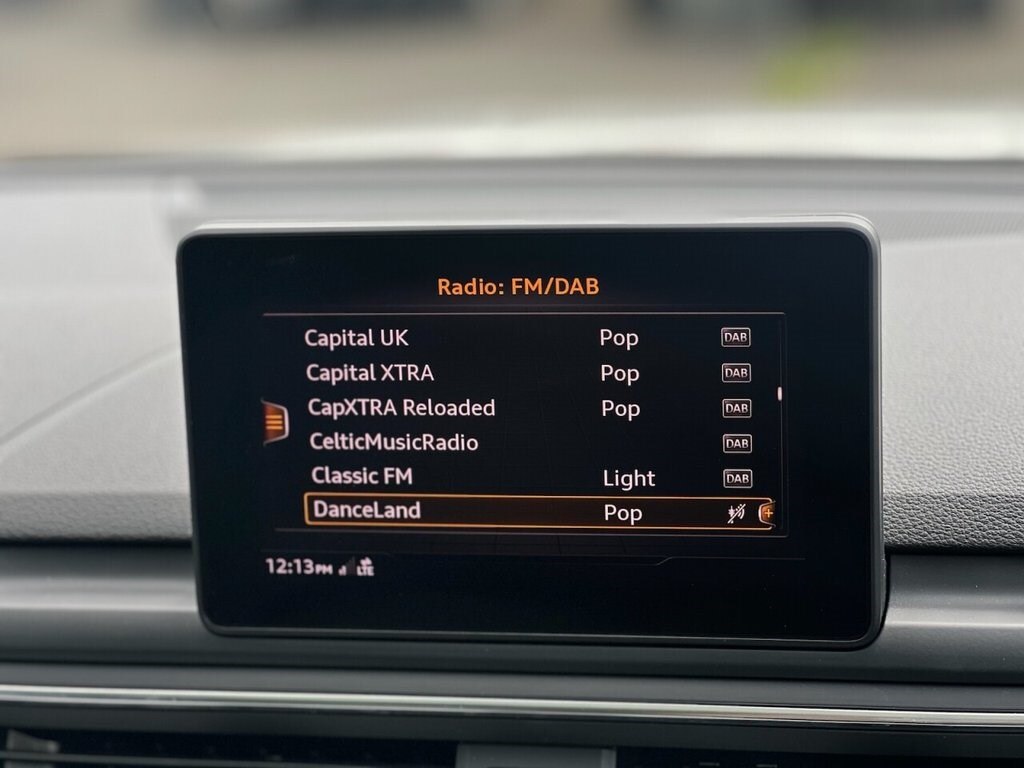 Radio: FM/DAB
Capital UK Pop DAB
Capital XTRA Pop DAB
CapXTRA Reloaded Pop DAB
CelticMusicRadio DAB
Classic FM Light DAB
DanceLand Pop
12:13PM LTE